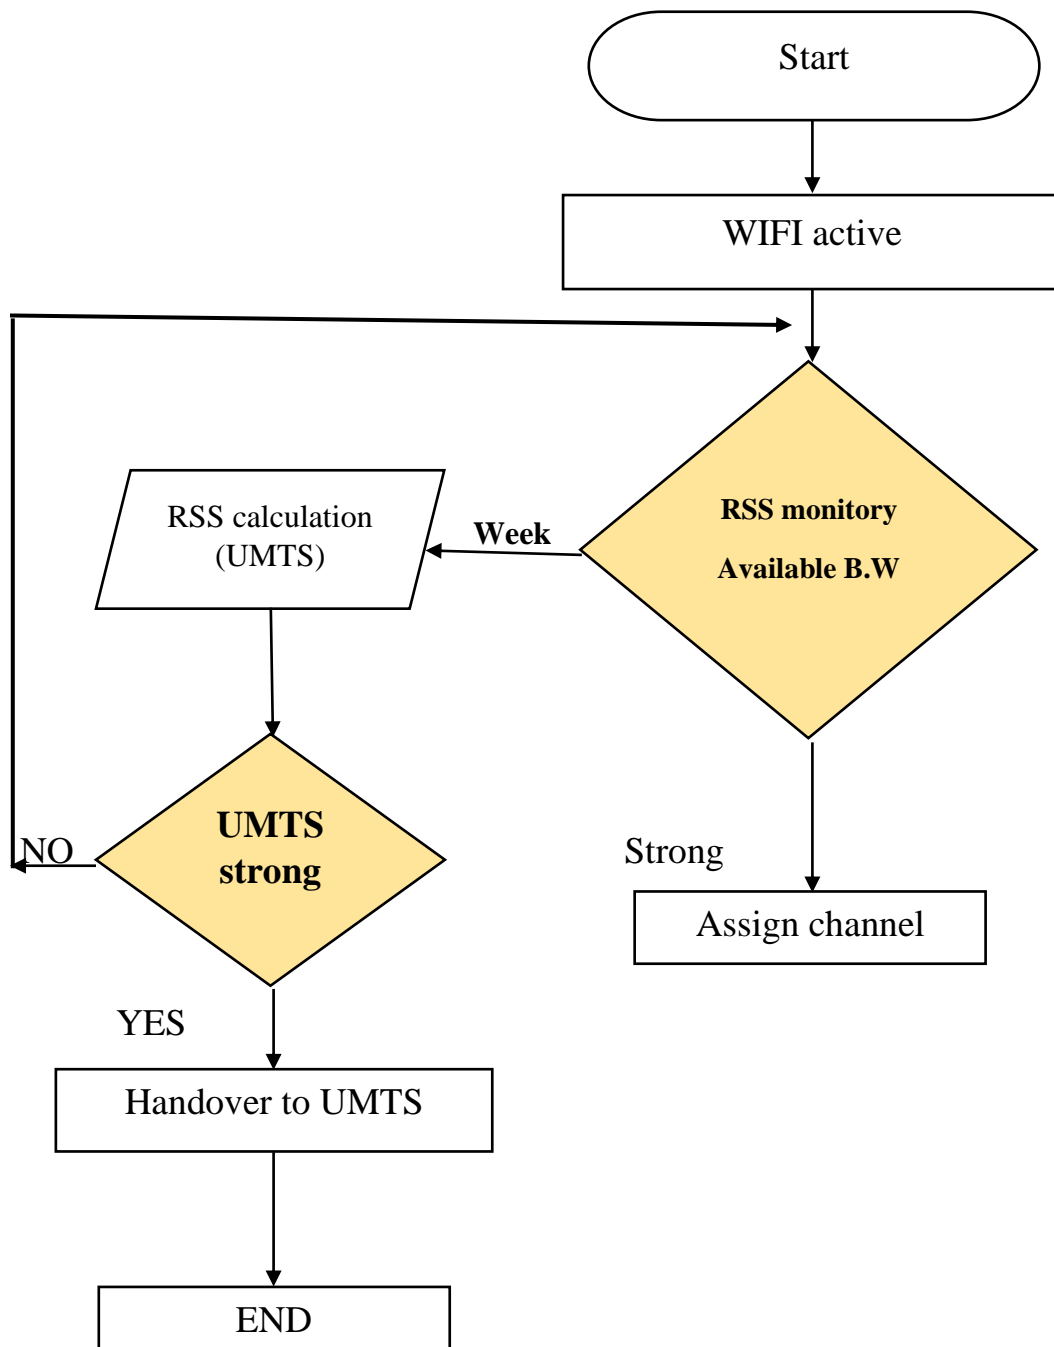 Start
WIFI active
RSS monitory
Available B.W
Week
RSS calculation
(UMTS)
UMTS
strong
NO
Strong
Assign channel
YES
Handover to UMTS
END